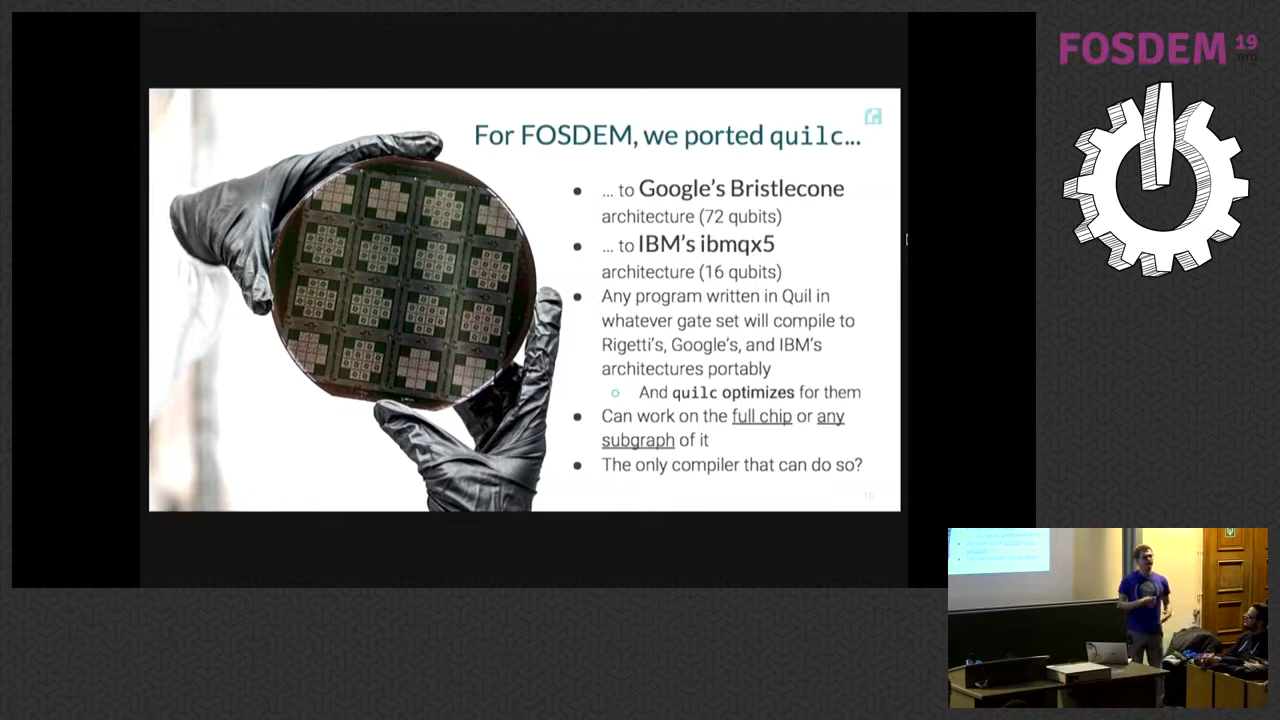 FOSDEM 19
.org
For FOSDEM, we ported quilc...
... to Google's Bristlecone
architecture (72 qubits)
... to IBM's ibmqx5
architecture (16 qubits)
Any program written in Quil in
whatever gate set will compile to
Rigetti's, Google's, and IBM's
architectures portably
And quilc optimizes for them
Can work on the full chip or any
subgraph of it
The only compiler that can do so?
16